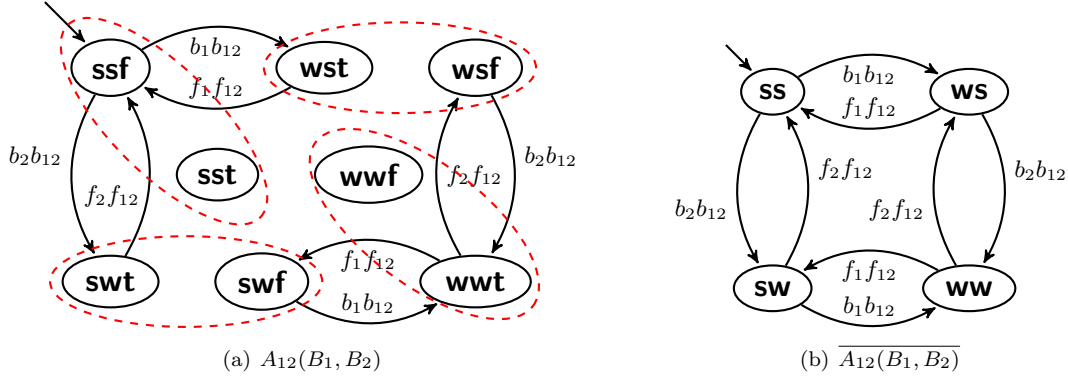 ssf b₁b₁₂ wst wsf
f₁f₁₂
b₂b₁₂ sst wwf f₂f₁₂ b₂b₁₂
f₂f₁₂
swt swf f₁f₁₂ wwt
b₁b₁₂
(a) A₁₂(B₁, B₂)
ss b₁b₁₂ ws
f₁f₁₂
f₂f₁₂ b₂b₁₂
b₂b₁₂ f₂f₁₂
sw f₁f₁₂ ww
b₁b₁₂
(b) \overline{A₁₂(B₁, B₂)}